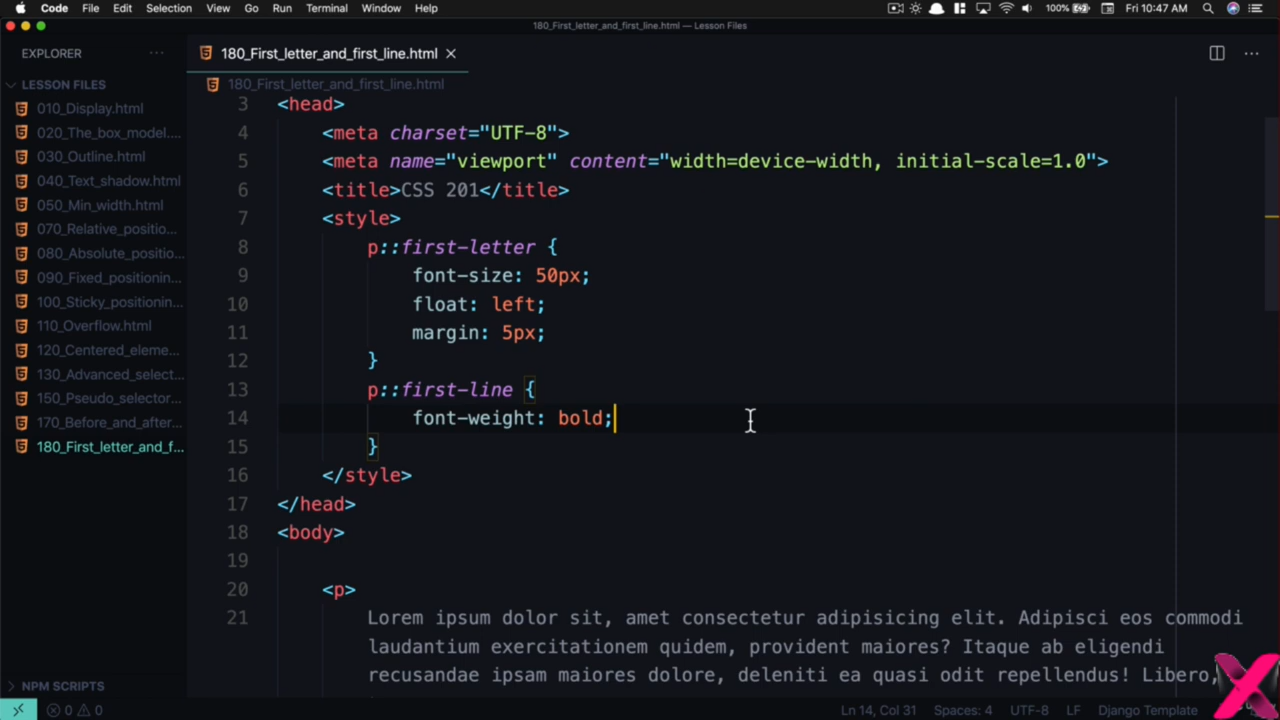 Code File Edit Selection View Go Run Terminal Window Help 100% Fri 10:47 AM
180_First_letter_and_first_line.html — Lesson Files
EXPLORER
180_First_letter_and_first_line.html
LESSON FILES
180_First_letter_and_first_line.html
010_Display.html
020_The_box_model....
030_Outline.html
040_Text_shadow.html
050_Min_width.html
070_Relative_positio...
080_Absolute_positio...
090_Fixed_positionin...
100_Sticky_positionin...
110_Overflow.html
120_Centered_eleme...
130_Advanced_select...
150_Pseudo_selector...
170_Before_and_after...
180_First_letter_and_f...
NPM SCRIPTS
3 <head>
4 <meta charset="UTF-8">
5 <meta name="viewport" content="width=device-width, initial-scale=1.0">
6 <title>CSS 201</title>
7 <style>
8 p::first-letter {
9 font-size: 50px;
10 float: left;
11 margin: 5px;
12 }
13 p::first-line {
14 font-weight: bold;
15 }
16 </style>
17 </head>
18 <body>
19
20 <p>
21 Lorem ipsum dolor sit, amet consectetur adipisicing elit. Adipisci eos commodi
laudantium exercitationem quidem, provident maiores? Itaque ab eligendi
recusandae ipsam maiores dolore, deleniti ea quasi odit repellendus! Libero,
0 0 Ln 14, Col 31 Spaces: 4 UTF-8 LF Django Template
X